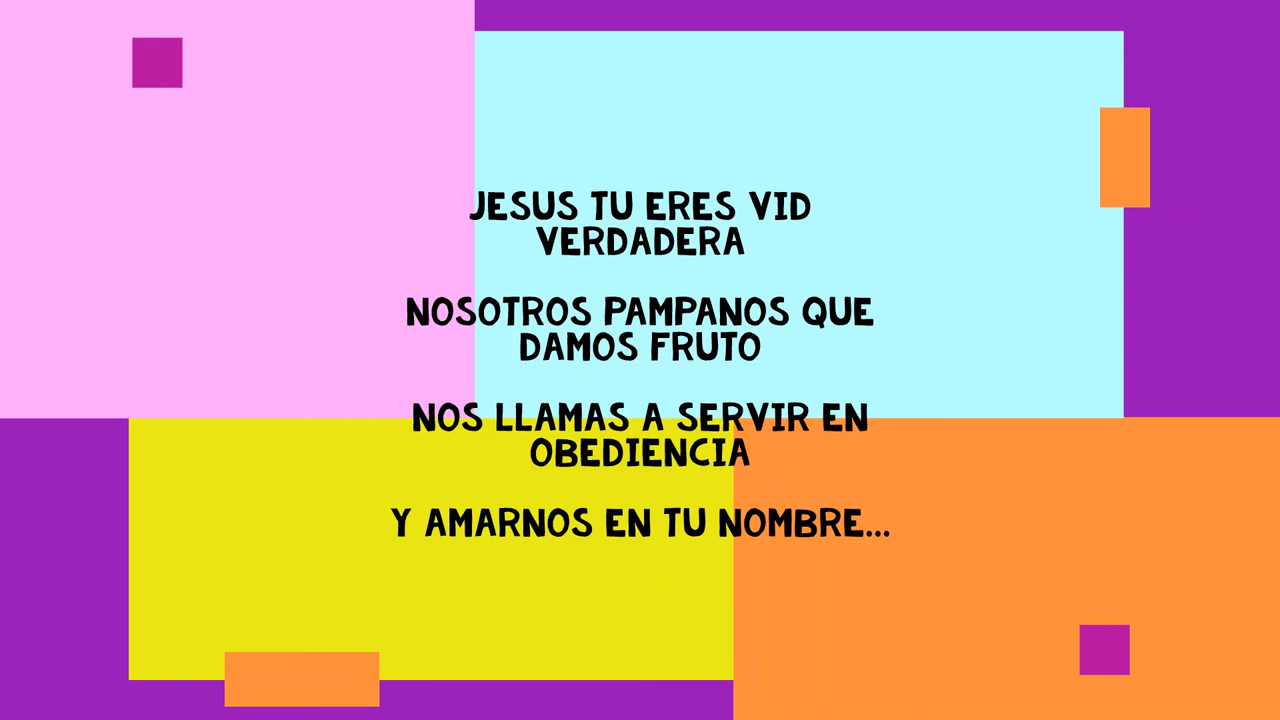 JESUS TU ERES VID
VERDADERA
NOSOTROS PAMPANOS QUE
DAMOS FRUTO
NOS LLAMAS A SERVIR EN
OBEDIENCIA
Y AMARNOS EN TU NOMBRE...